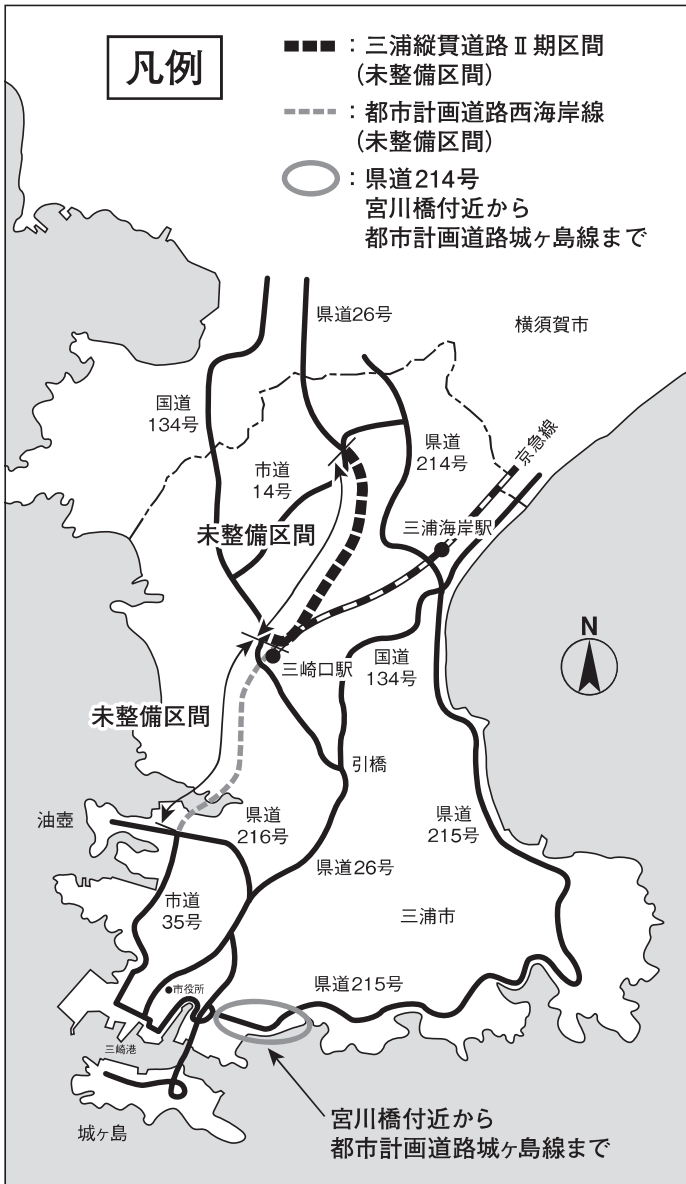 凡例
：三浦縦貫道路Ⅱ期区間
(未整備区間)
：都市計画道路西海岸線
(未整備区間)
：県道214号
宮川橋付近から
都市計画道路城ヶ島線まで
県道26号
横須賀市
国道
134号
県道
214号
京急線
市道
14号
三浦海岸駅
未整備区間
N
三崎口駅
国道
134号
未整備区間
引橋
油壺
県道
216号
県道
215号
県道26号
市道
35号
三浦市
市役所
県道215号
三崎港
城ヶ島
宮川橋付近から
都市計画道路城ヶ島線まで